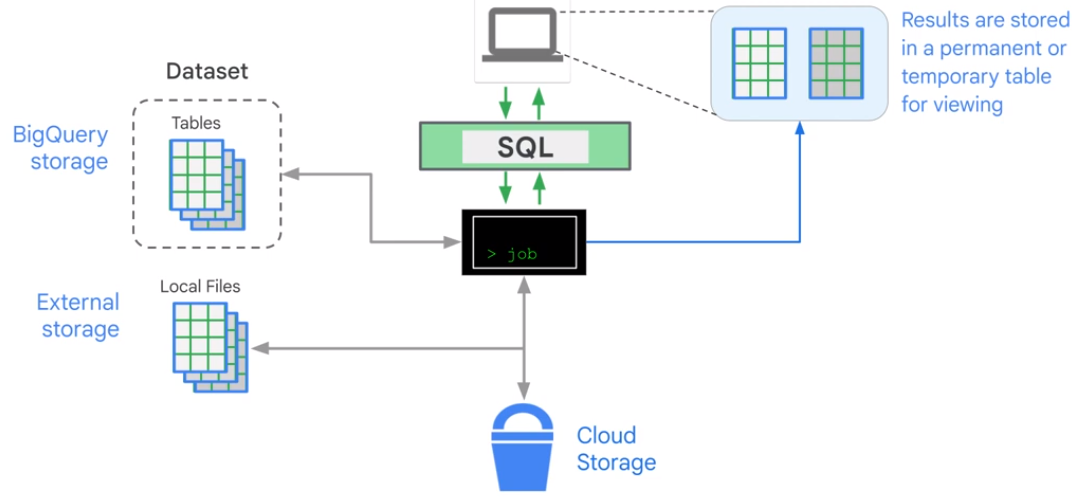 Dataset
BigQuery
storage
Tables
SQL
> job
Results are stored
in a permanent or
temporary table
for viewing
External
storage
Local Files
Cloud
Storage